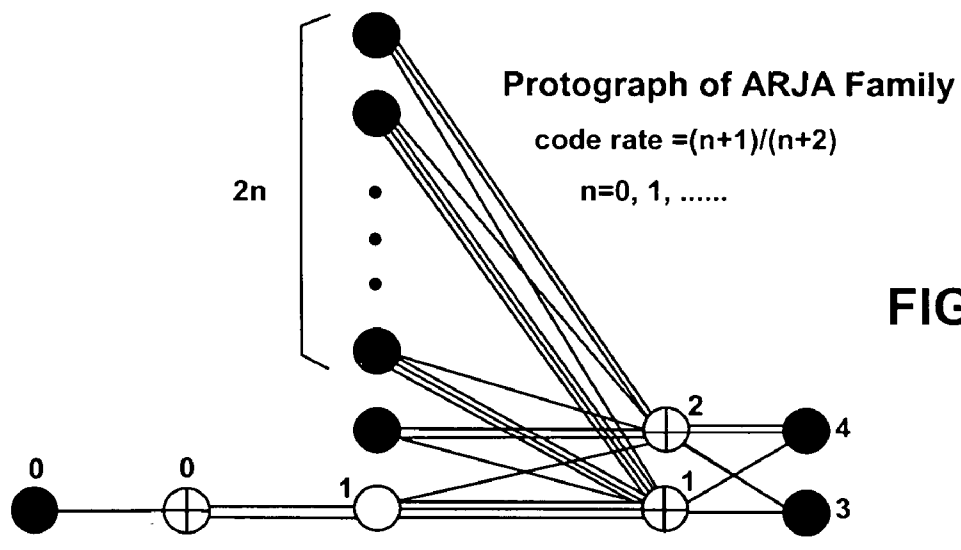 Protograph of ARJA Family
code rate =(n+1)/(n+2)
n=0, 1, ......
2n
FIG
2
4
0
0
1
1
3